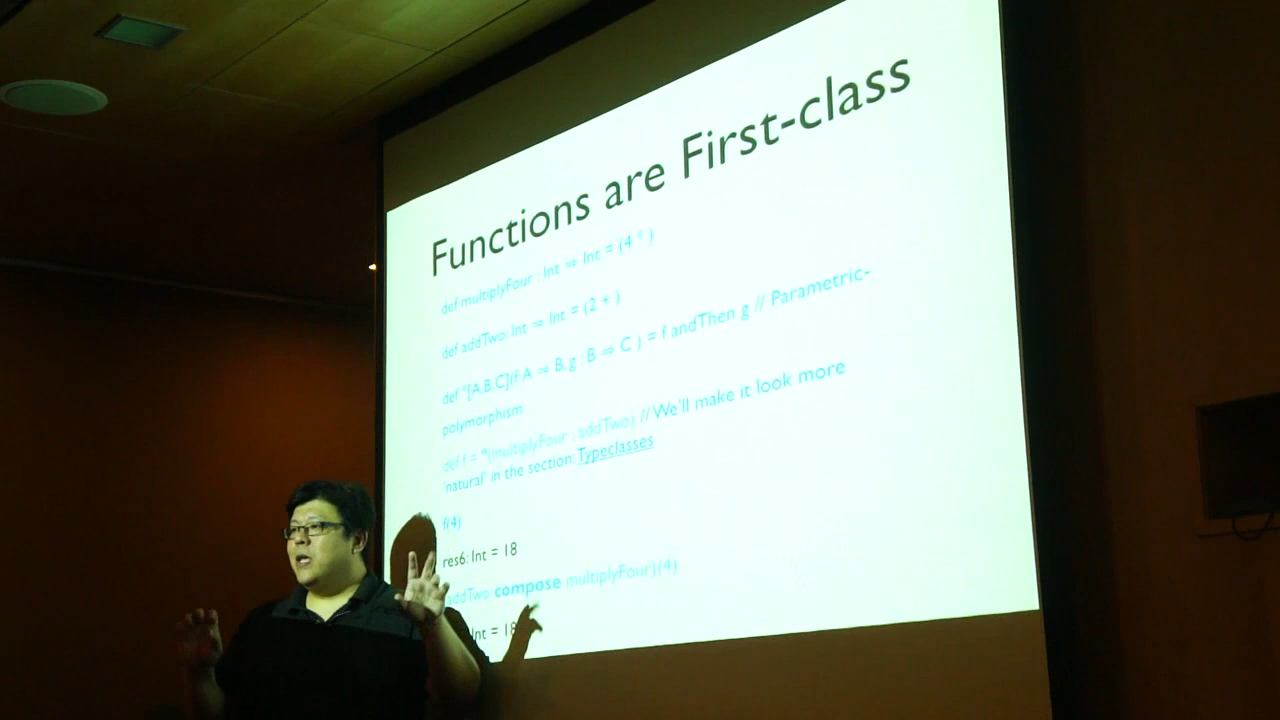 Functions are First-class
def multiplyFour : Int ⇒ Int = (4 * )
def addTwo: Int ⇒ Int = (2 + )
def "[A,B,C](f: A ⇒ B, g : B ⇒ C ) = f andThen g // Parametric-
polymorphism
def f = "(multiplyFour , addTwo) // We'll make it look more
'natural' in the section: Typeclasses
f(4)
res6: Int = 18
addTwo compose multiplyFour)(4)
Int = 18